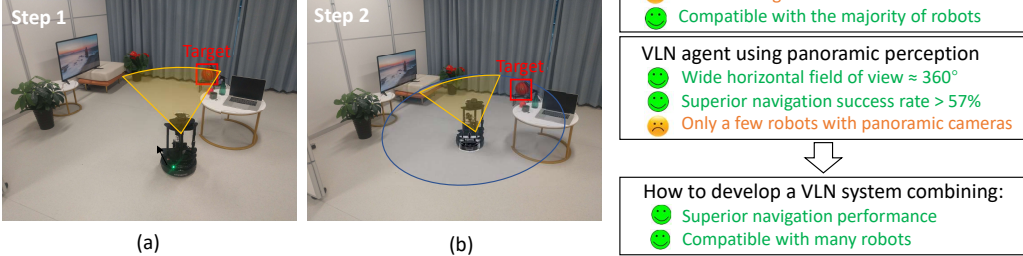 Step 1
Target
(a)
Step 2
Target
(b)
Compatible with the majority of robots
VLN agent using panoramic perception
Wide horizontal field of view ≈ 360°
Superior navigation success rate > 57%
Only a few robots with panoramic cameras
How to develop a VLN system combining:
Superior navigation performance
Compatible with many robots